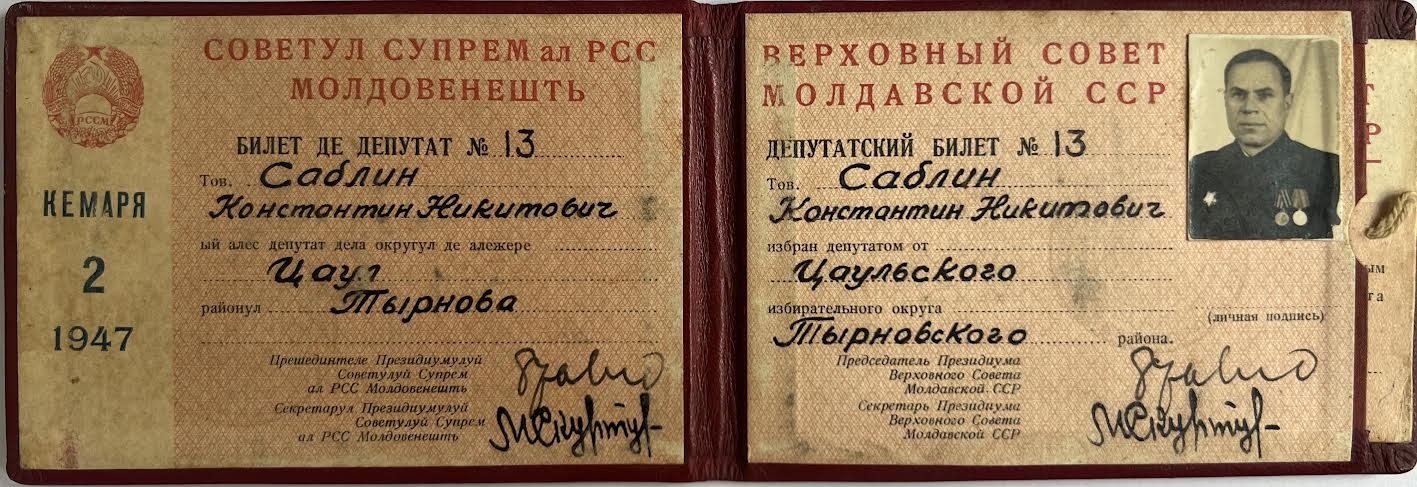 РССМ
КЕМАРЯ
2
1947
СОВЕТУЛ СУПРЕМ ал РСС
МОЛДОВЕНЕШТЬ
БИЛЕТ ДЕ ДЕПУТАТ № 13
Тов. Саблин
Константин Никитович
ый алес депутат дела округул де алежере
Цаул
районул Тырнова
Прешединтеле Президиумулуй
Советулуй Супрем
ал РСС Молдовенешть
Секретарул Президиумулуй
Советулуй Супрем
ал РСС Молдовенешть
ВЕРХОВНЫЙ СОВЕТ
МОЛДАВСКОЙ ССР
ДЕПУТАТСКИЙ БИЛЕТ № 13
Тов. Саблин
Константин Никитович
избран депутатом от
Цаульского
избирательного округа
Тырновского района.
(личная подпись)
Председатель Президиума
Верховного Совета
Молдавской ССР
Секретарь Президиума
Верховного Совета
Молдавской ССР